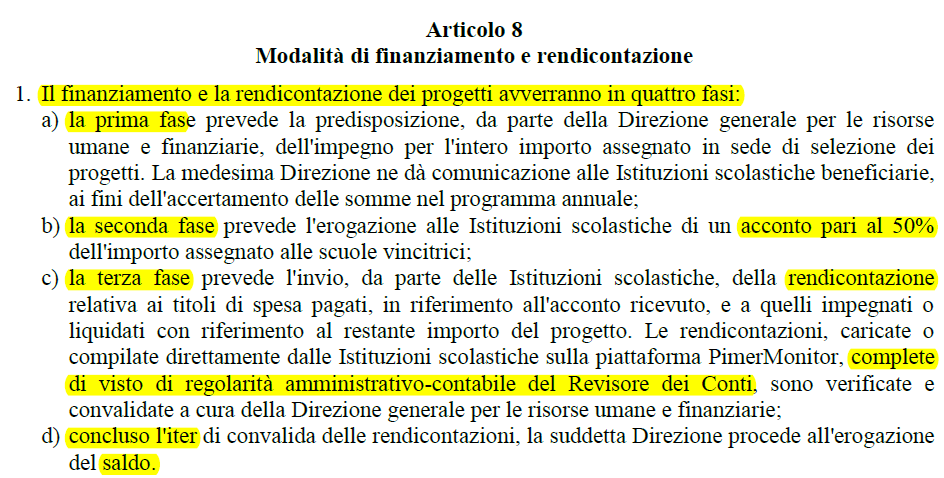 Articolo 8
Modalità di finanziamento e rendicontazione
1. Il finanziamento e la rendicontazione dei progetti avverranno in quattro fasi:
a) la prima fase prevede la predisposizione, da parte della Direzione generale per le risorse
umane e finanziarie, dell'impegno per l'intero importo assegnato in sede di selezione dei
progetti. La medesima Direzione ne dà comunicazione alle Istituzioni scolastiche beneficiarie,
ai fini dell'accertamento delle somme nel programma annuale;
b) la seconda fase prevede l'erogazione alle Istituzioni scolastiche di un acconto pari al 50%
dell'importo assegnato alle scuole vincitrici;
c) la terza fase prevede l'invio, da parte delle Istituzioni scolastiche, della rendicontazione
relativa ai titoli di spesa pagati, in riferimento all'acconto ricevuto, e a quelli impegnati o
liquidati con riferimento al restante importo del progetto. Le rendicontazioni, caricate o
compilate direttamente dalle Istituzioni scolastiche sulla piattaforma PimerMonitor, complete
di visto di regolarità amministrativo-contabile del Revisore dei Conti, sono verificate e
convalidate a cura della Direzione generale per le risorse umane e finanziarie;
d) concluso l'iter di convalida delle rendicontazioni, la suddetta Direzione procede all'erogazione
del saldo.